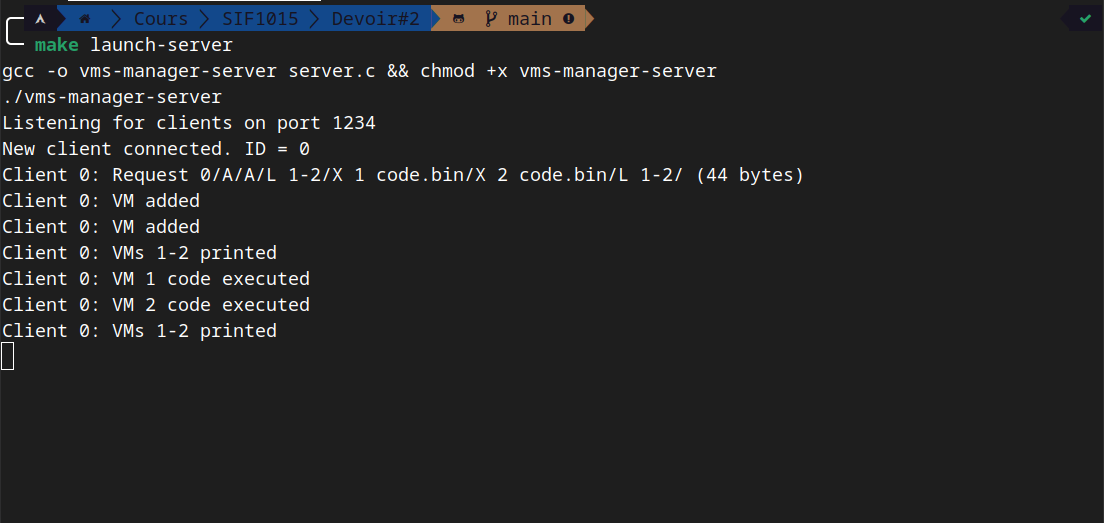 Cours SIF1015 Devoir#2 main
make launch-server
gcc -o vms-manager-server server.c && chmod +x vms-manager-server
./vms-manager-server
Listening for clients on port 1234
New client connected. ID = 0
Client 0: Request 0/A/A/L 1-2/X 1 code.bin/X 2 code.bin/L 1-2/ (44 bytes)
Client 0: VM added
Client 0: VM added
Client 0: VMs 1-2 printed
Client 0: VM 1 code executed
Client 0: VM 2 code executed
Client 0: VMs 1-2 printed